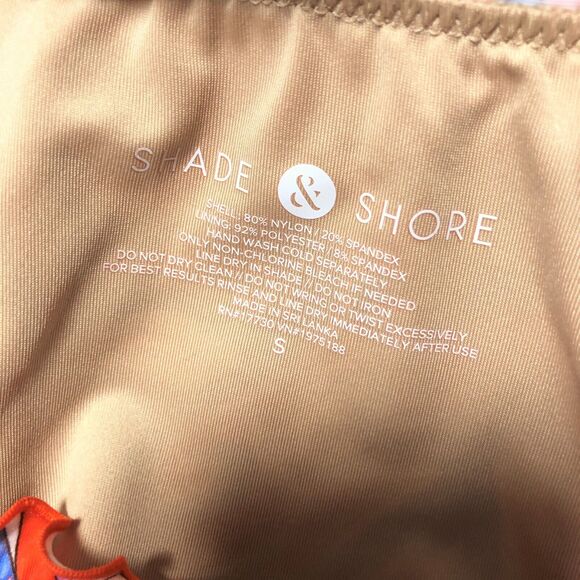 SHADE & SHORE
SHELL: 80% NYLON / 20% SPANDEX
LINING: 92% POLYESTER / 8% SPANDEX
HAND WASH COLD SEPARATELY
ONLY NON-CHLORINE BLEACH IF NEEDED
LINE DRY IN SHADE // DO NOT IRON
DO NOT DRY CLEAN // DO NOT WRING OR TWIST EXCESSIVELY
FOR BEST RESULTS RINSE AND LINE DRY IMMEDIATELY AFTER USE
MADE IN SRI LANKA
RN#17730 VN#1975188
S